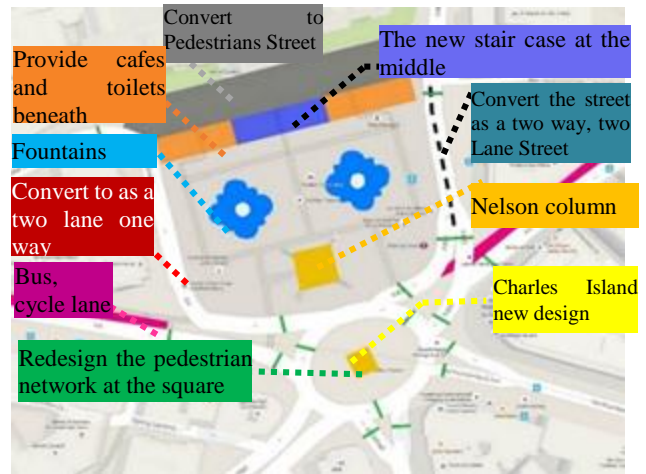 Convert to
Pedestrians Street
The new stair case at the
middle
Provide cafes
and toilets
beneath
Convert the street
as a two way, two
Lane Street
Fountains
Convert to as a
two lane one
way
Nelson column
Bus,
cycle lane
Charles Island
new design
Redesign the pedestrian
network at the square